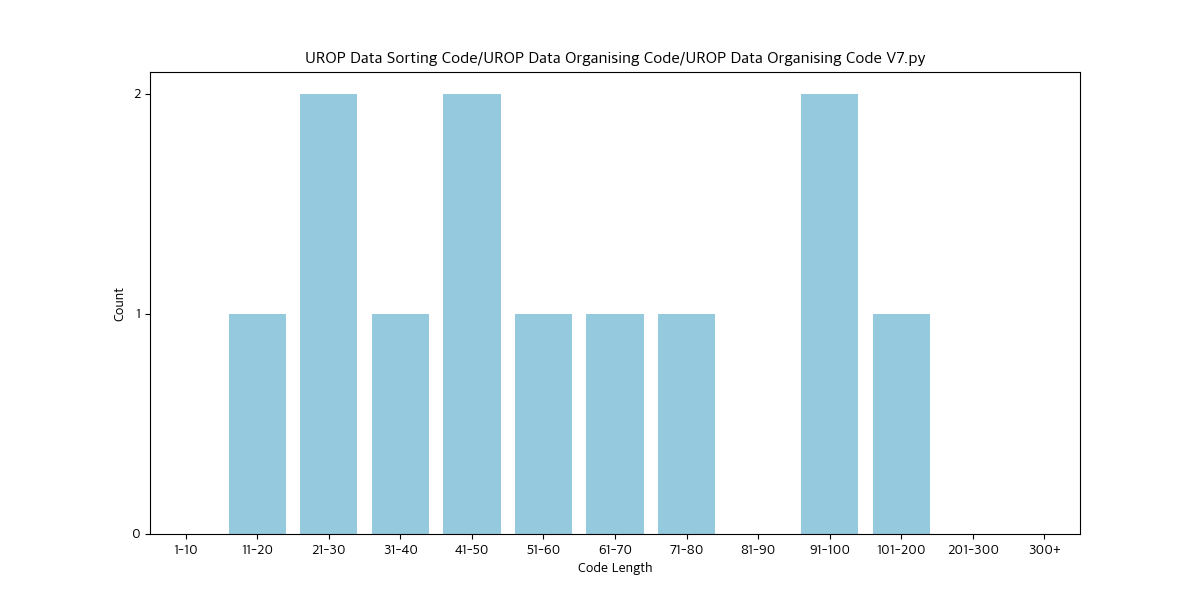 UROP Data Sorting Code/UROP Data Organising Code/UROP Data Organising Code V7.py
2
1
0
Count
1-10 11-20 21-30 31-40 41-50 51-60 61-70 71-80 81-90 91-100 101-200 201-300 300+
Code Length